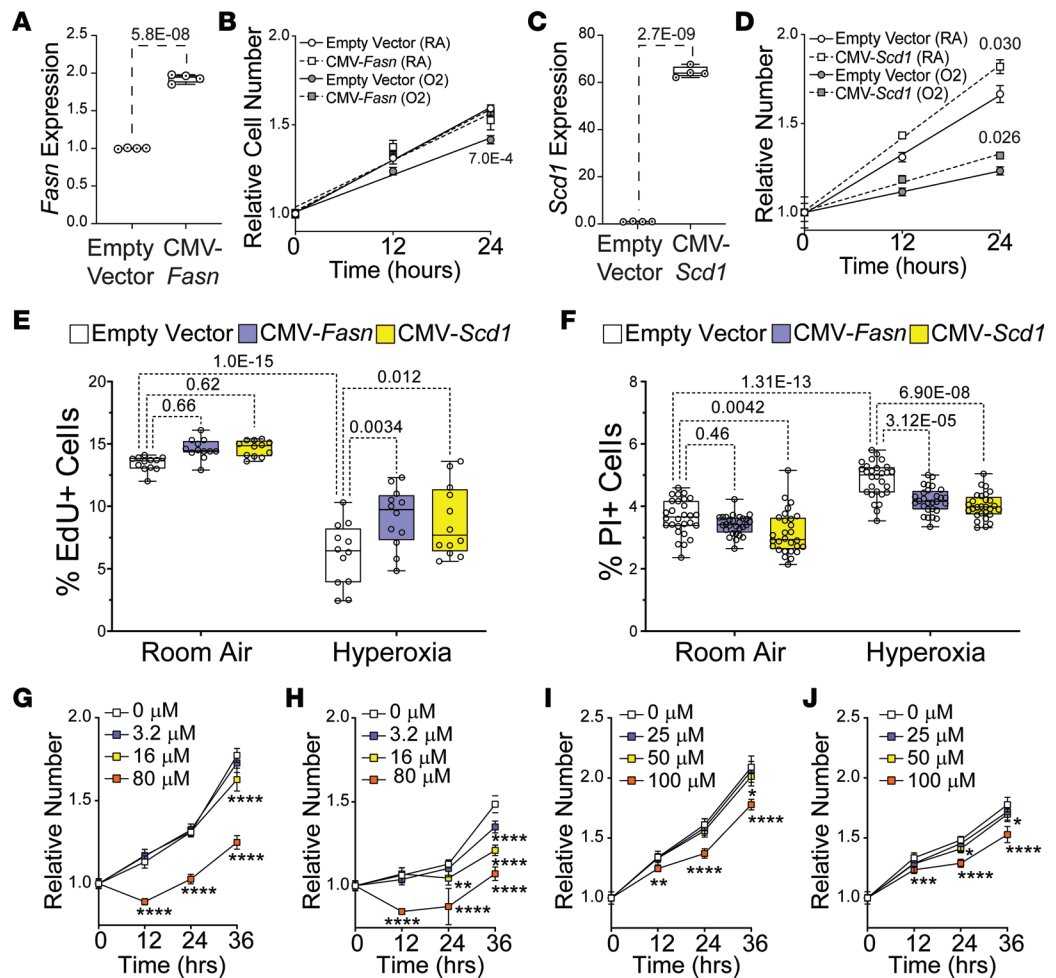 A
5.8E-08
Fasn Expression
2.5
2.0
1.5
1.0
0.5
0.0
Empty Vector
CMV-Fasn
B
Empty Vector (RA)
CMV-Fasn (RA)
Empty Vector (O2)
CMV-Fasn (O2)
Relative Cell Number
2.0
1.5
1.0
7.0E-4
0
12
24
Time (hours)
C
2.7E-09
Scd1 Expression
80
60
40
20
0.0
Empty Vector
CMV-Scd1
D
Empty Vector (RA)
CMV-Scd1 (RA)
Empty Vector (O2)
CMV-Scd1 (O2)
0.030
0.026
Relative Number
2.0
1.5
1.0
0
12
24
Time (hours)
E
Empty Vector
CMV-Fasn
CMV-Scd1
1.0E-15
0.62
0.66
0.012
0.0034
% EdU+ Cells
20
15
10
5
0
Room Air
Hyperoxia
F
Empty Vector
CMV-Fasn
CMV-Scd1
1.31E-13
0.0042
0.46
6.90E-08
3.12E-05
% PI+ Cells
8
6
4
2
0
Room Air
Hyperoxia
G
0 μM
3.2 μM
16 μM
80 μM
Relative Number
2.0
1.5
1.0
****
****
****
****
0
12
24
36
Time (hrs)
H
0 μM
3.2 μM
16 μM
80 μM
Relative Number
2.0
1.5
1.0
****
****
**
****
****
****
0
12
24
36
Time (hrs)
I
0 μM
25 μM
50 μM
100 μM
Relative Number
2.5
2.0
1.5
1.0
*
****
**
****
0
12
24
36
Time (hrs)
J
0 μM
25 μM
50 μM
100 μM
Relative Number
2.5
2.0
1.5
1.0
*
*
****
***
****
0
12
24
36
Time (hrs)